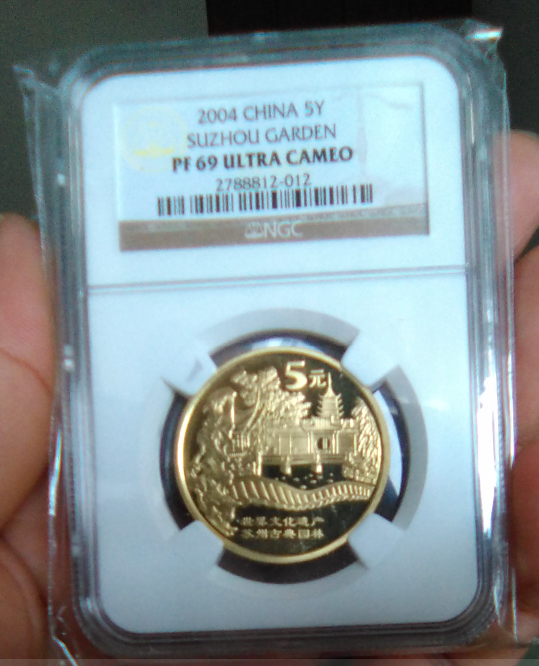 2004 CHINA 5Y
SUZHOU GARDEN
PF 69 ULTRA CAMEO
2788812-012
NGC
5元
世界文化遗产
苏州古典园林